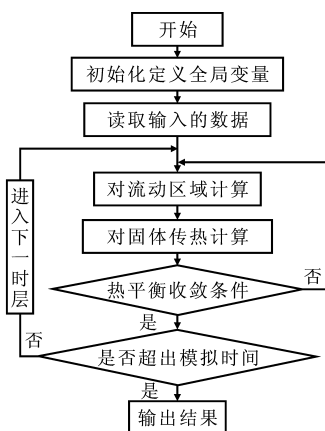 开始
初始化定义全局变量
读取输入的数据
对流动区域计算
进入下一时层
对固体传热计算
否
热平衡收敛条件
是
否
是否超出模拟时间
是
输出结果